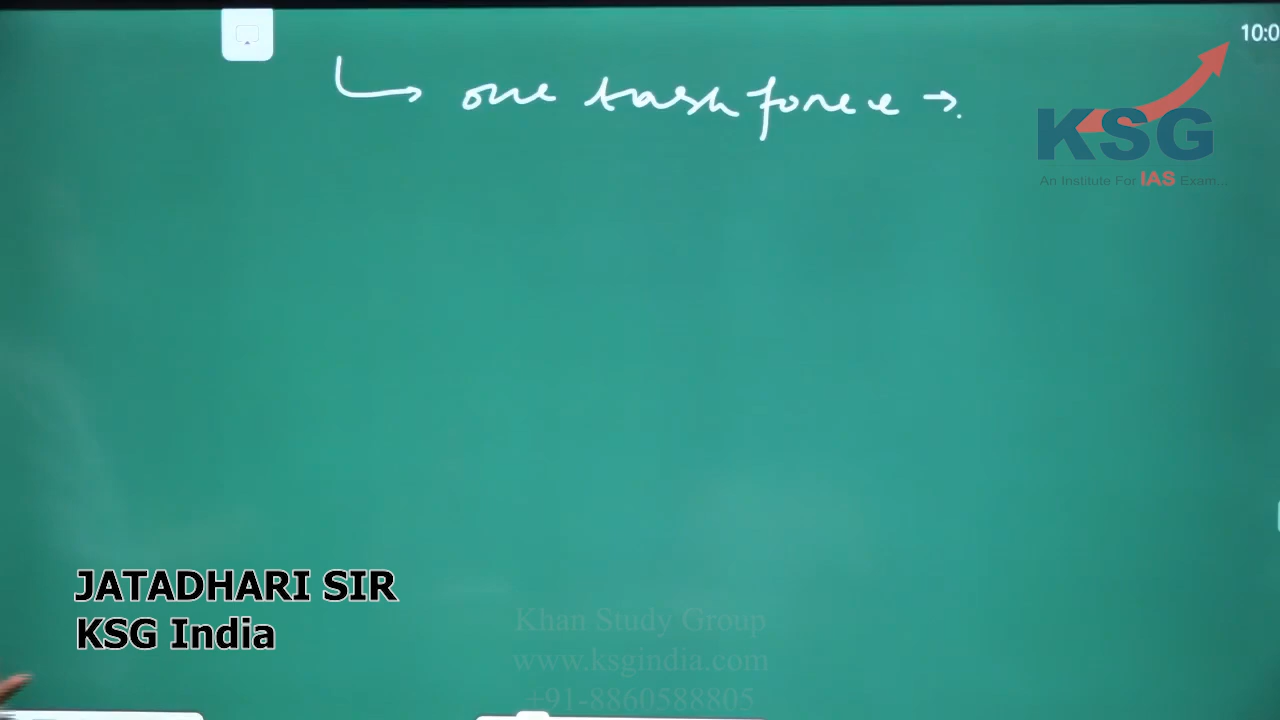 10:0
↳ one task force →.
KSG
An Institute For IAS Exam...
JATADHARI SIR
KSG India
Khan Study Group
www.ksgindia.com
+91-8860588805